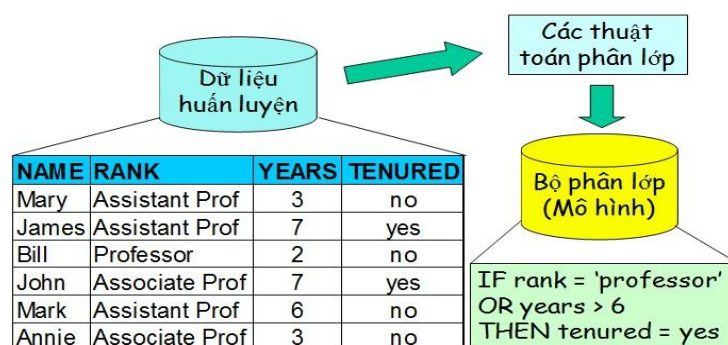 Dữ liệu
huấn luyện
Các thuật
toán phân lớp
Bộ phân lớp
(Mô hình)
NAME RANK YEARS TENURED
Mary Assistant Prof 3 no
James Assistant Prof 7 yes
Bill Professor 2 no
John Associate Prof 7 yes
Mark Assistant Prof 6 no
Annie Associate Prof 3 no
IF rank = ‘professor’
OR years > 6
THEN tenured = yes